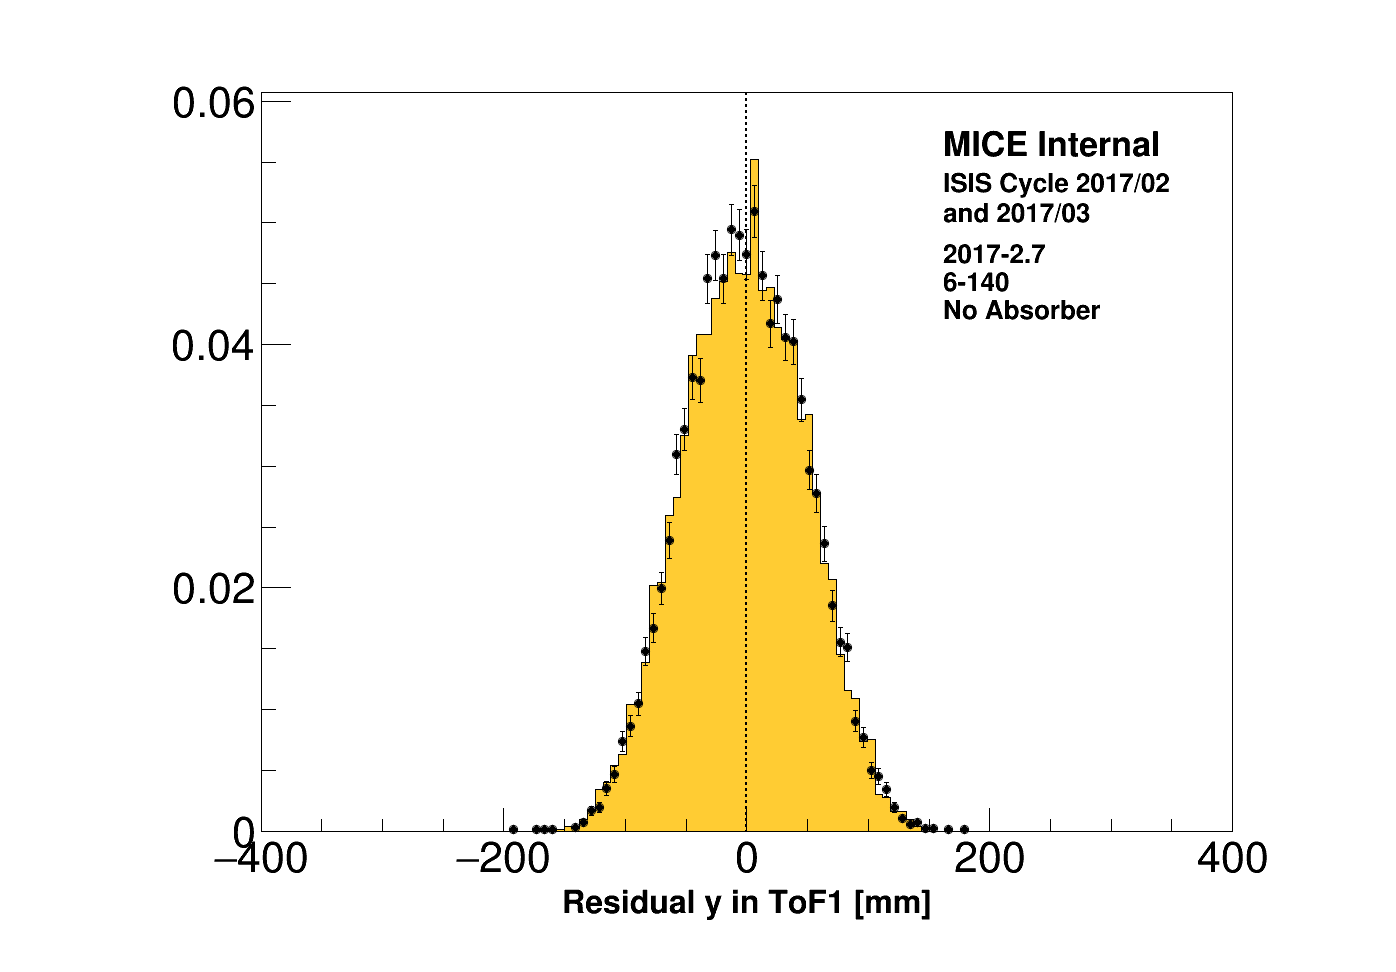 0.06
0.04
0.02
0
−400
−200
0
200
400
Residual y in ToF1 [mm]
MICE Internal
ISIS Cycle 2017/02
and 2017/03
2017-2.7
6-140
No Absorber